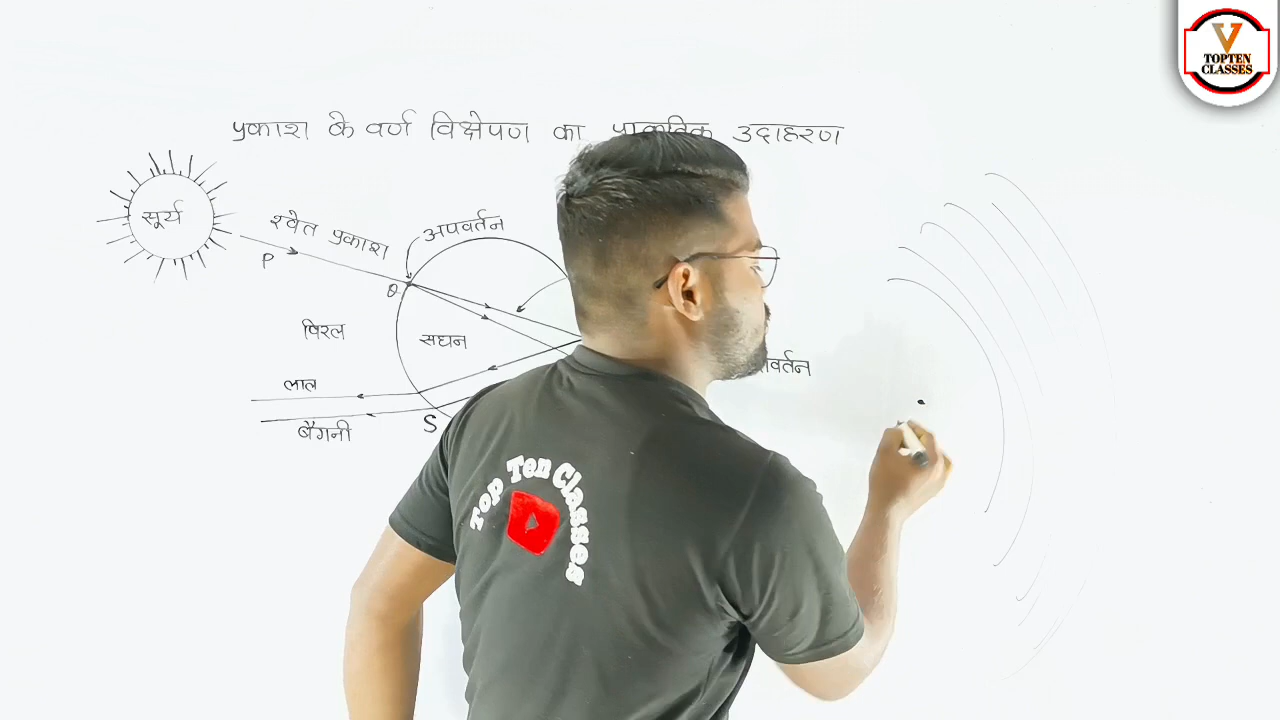 V
TOPTEN
CLASSES
प्रकाश के वर्ण विक्षेपण का प्राकृतिक उदाहरण
सूर्य
श्वेत प्रकाश
अपवर्तन
P
Q
विरल
सघन
लाल
बैंगनी
S
Top Ten Classes